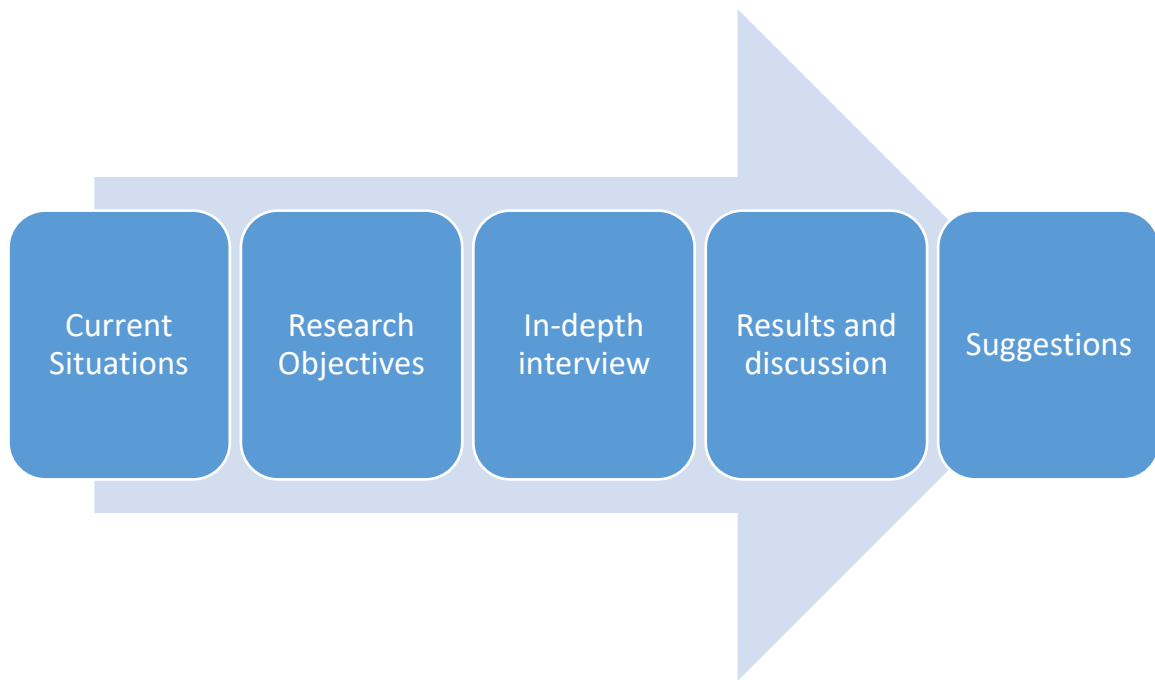 Current
Situations
Research
Objectives
In-depth
interview
Results and
discussion
Suggestions